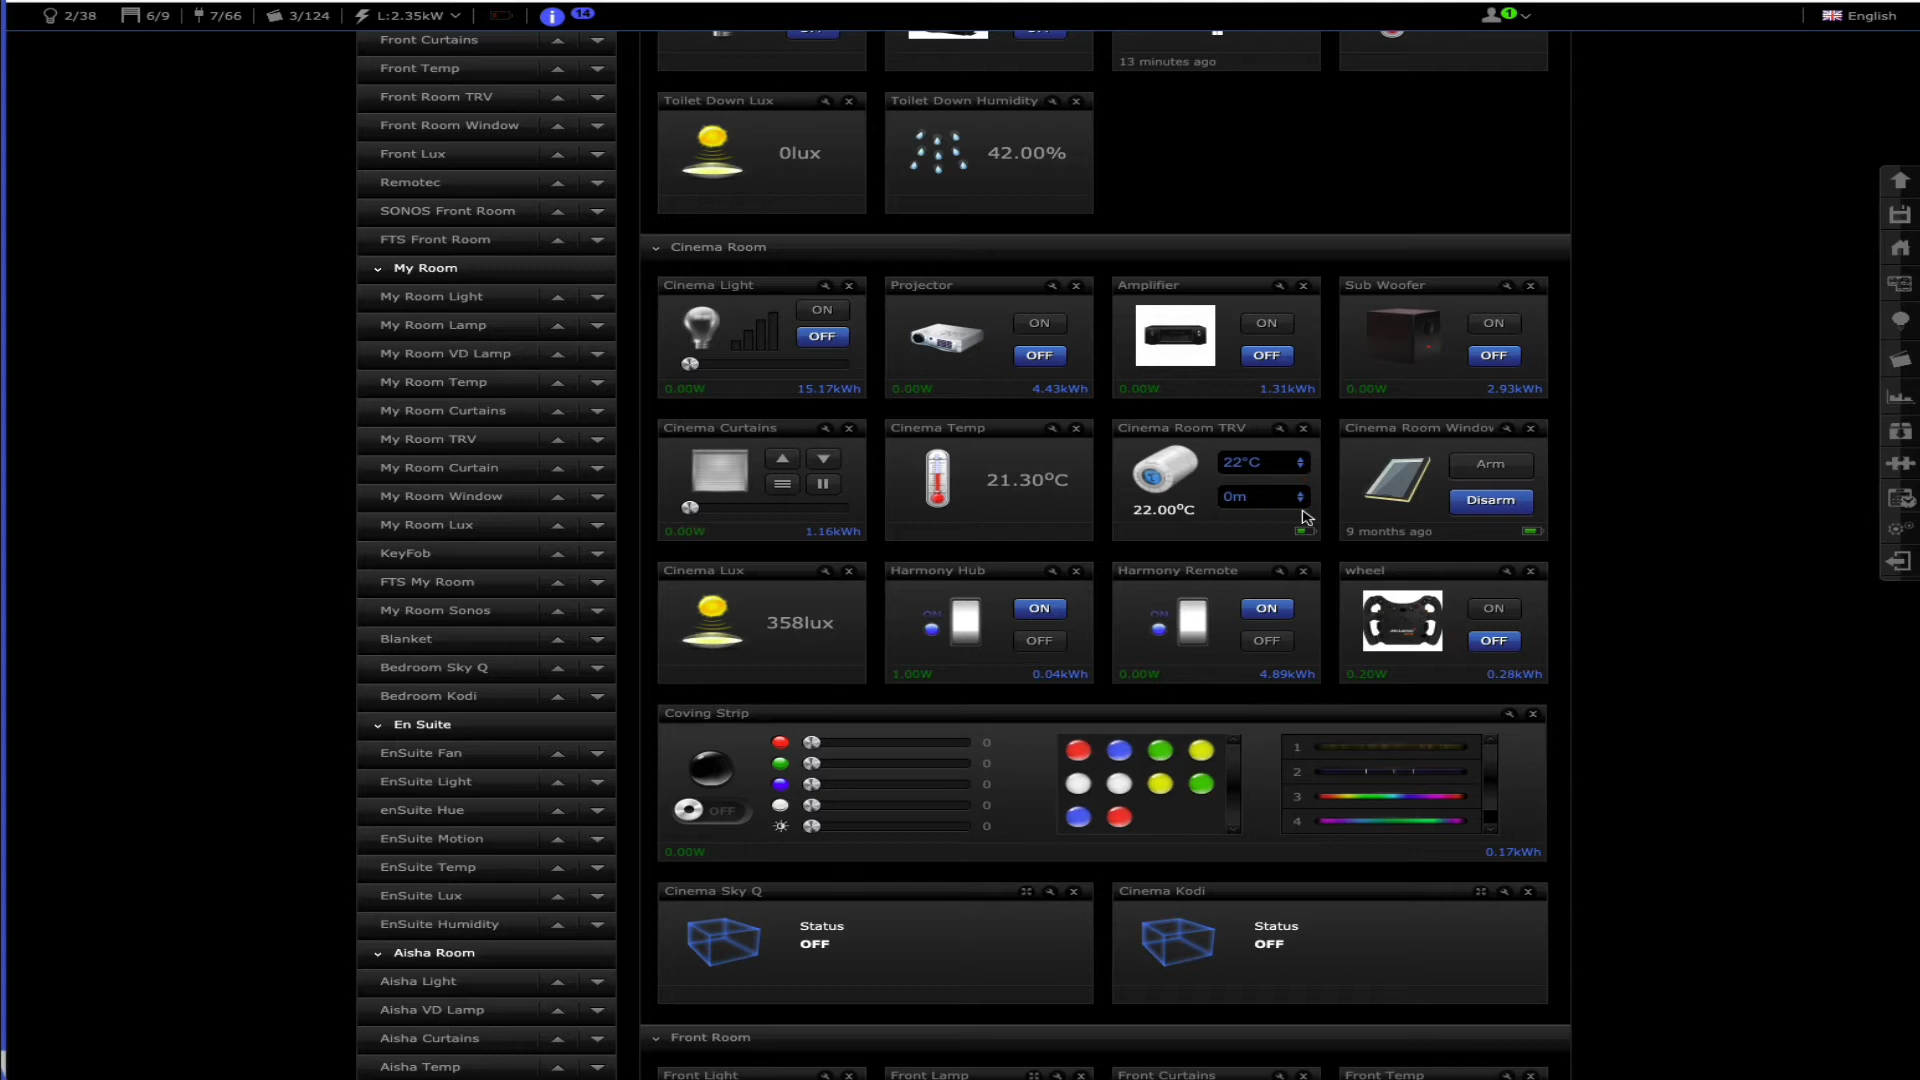 2/38 6/9 7/66 3/124 L:2.35kW i 14 1 English
Front Curtains
Front Temp
Front Room TRV
Front Room Window
Front Lux
Remotec
SONOS Front Room
FTS Front Room
My Room
My Room Light
My Room Lamp
My Room VD Lamp
My Room Temp
My Room Curtains
My Room TRV
My Room Curtain
My Room Window
My Room Lux
KeyFob
FTS My Room
My Room Sonos
Blanket
Bedroom Sky Q
Bedroom Kodi
En Suite
EnSuite Fan
EnSuite Light
enSuite Hue
EnSuite Motion
EnSuite Temp
EnSuite Lux
EnSuite Humidity
Aisha Room
Aisha Light
Aisha VD Lamp
Aisha Curtains
Aisha Temp
13 minutes ago
Toilet Down Lux
0lux
Toilet Down Humidity
42.00%
Cinema Room
Cinema Light
ON
OFF
0.00W 15.17kWh
Projector
ON
OFF
0.00W 4.43kWh
Amplifier
ON
OFF
0.00W 1.31kWh
Sub Woofer
ON
OFF
0.00W 2.93kWh
Cinema Curtains
0.00W 1.16kWh
Cinema Temp
21.30ºC
Cinema Room TRV
22°C
0m
22.00ºC
Cinema Room Window
Arm
Disarm
9 months ago
Cinema Lux
358lux
Harmony Hub
ON
ON
OFF
1.00W 0.04kWh
Harmony Remote
ON
ON
OFF
0.00W 4.89kWh
wheel
ON
OFF
0.20W 0.28kWh
Coving Strip
OFF
0
0
0
0
0
1
2
3
4
0.00W 0.17kWh
Cinema Sky Q
Status
OFF
Cinema Kodi
Status
OFF
Front Room
Front Light
Front Lamp
Front Curtains
Front Temp